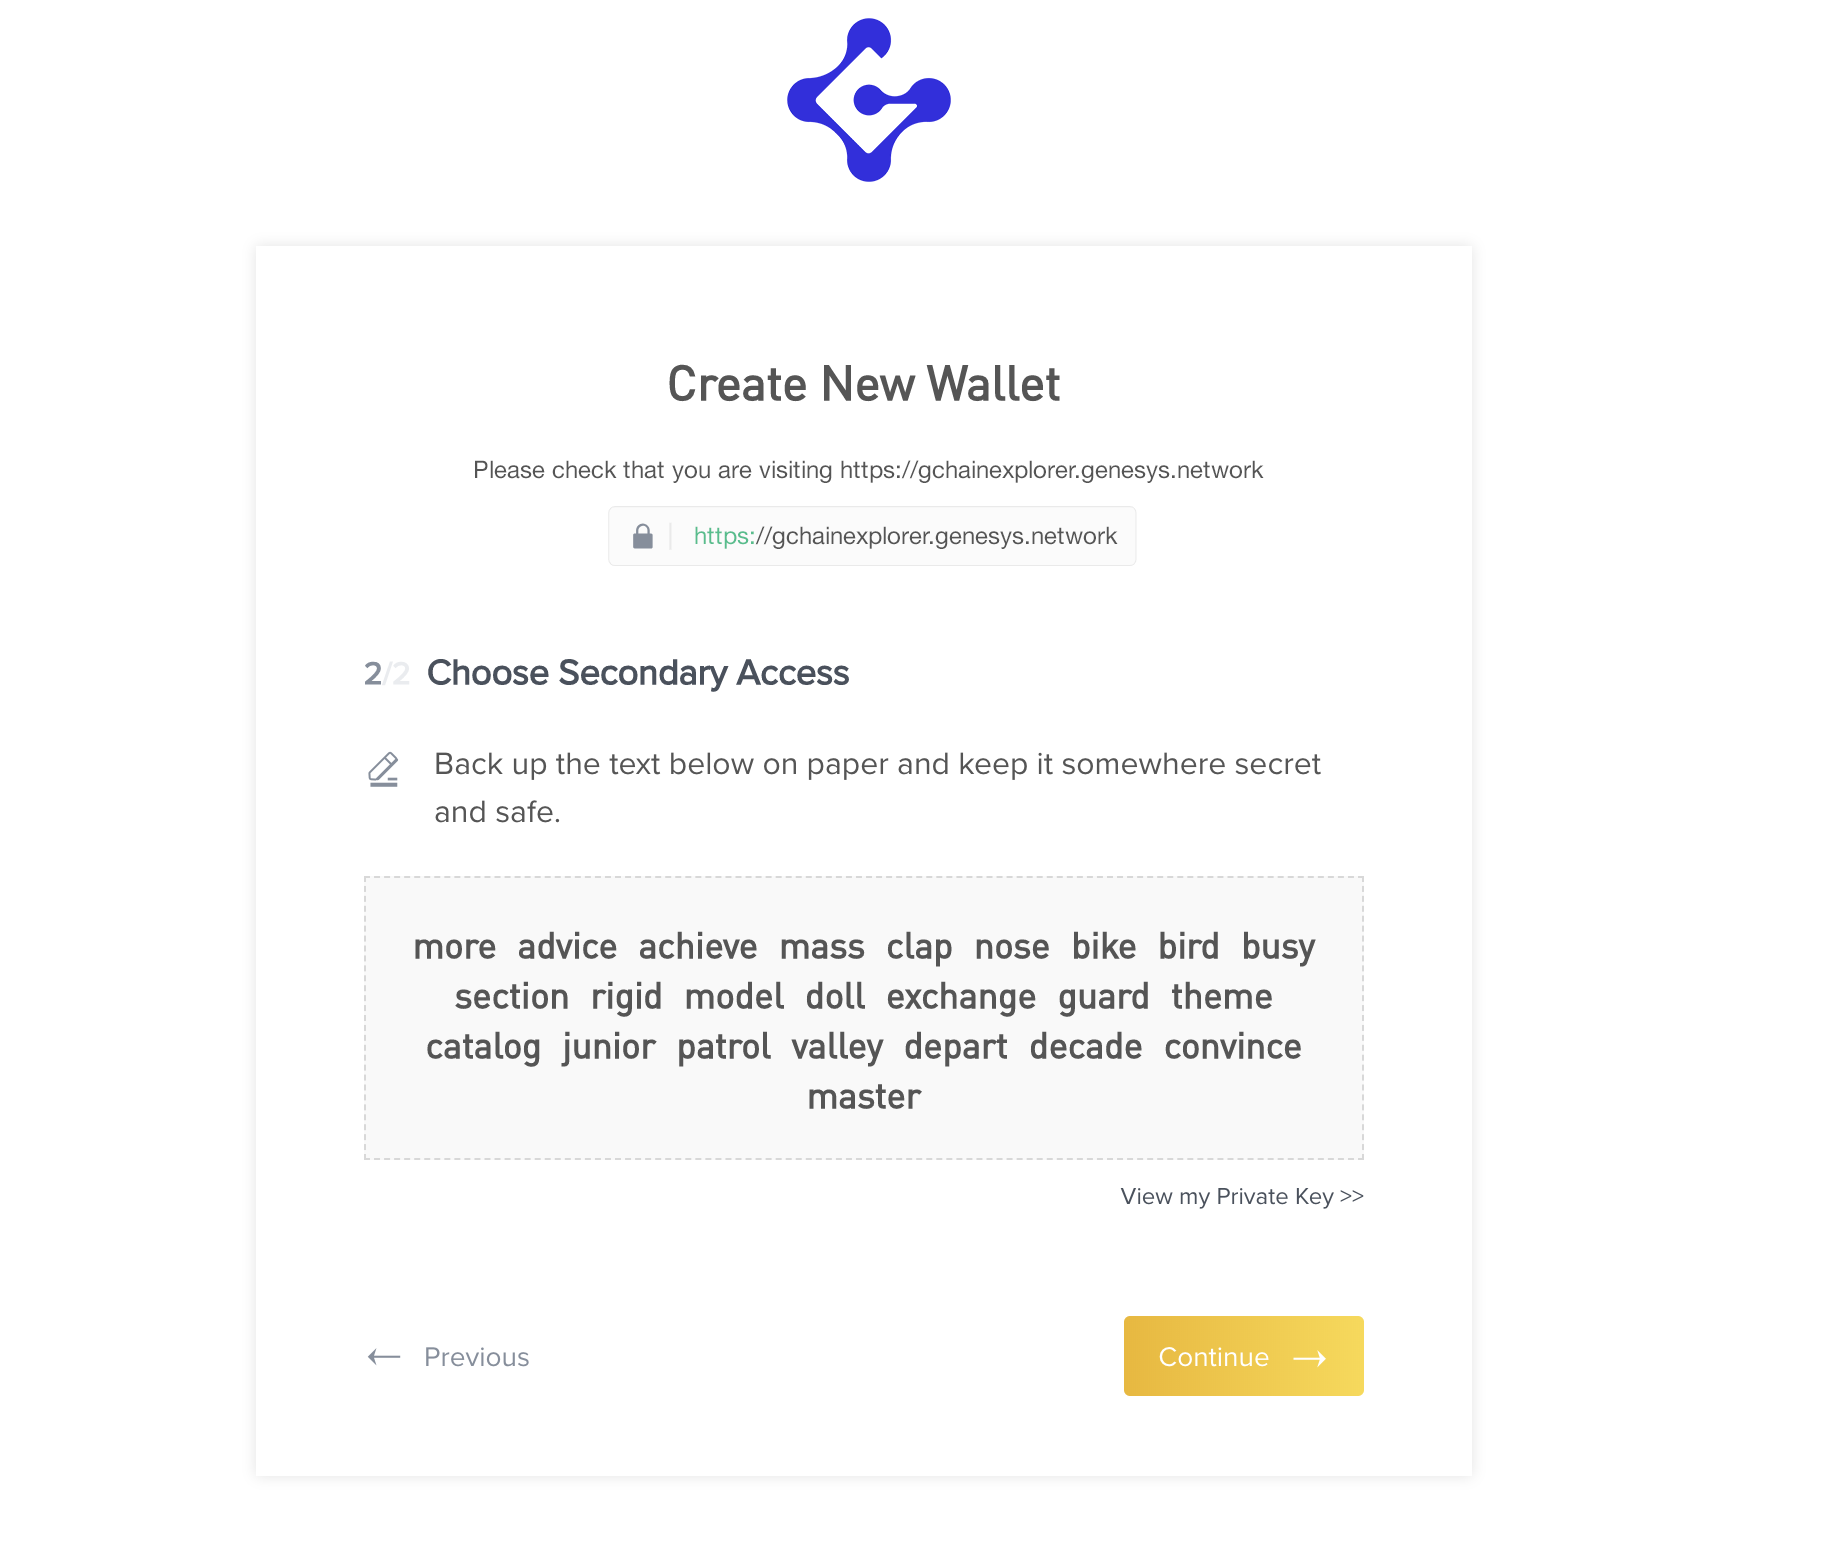 Create New Wallet
Please check that you are visiting https://gchainexplorer.genesys.network
https://gchainexplorer.genesys.network
2/2 Choose Secondary Access
Back up the text below on paper and keep it somewhere secret
and safe.
more advice achieve mass clap nose bike bird busy
section rigid model doll exchange guard theme
catalog junior patrol valley depart decade convince
master
View my Private Key >>
Previous
Continue